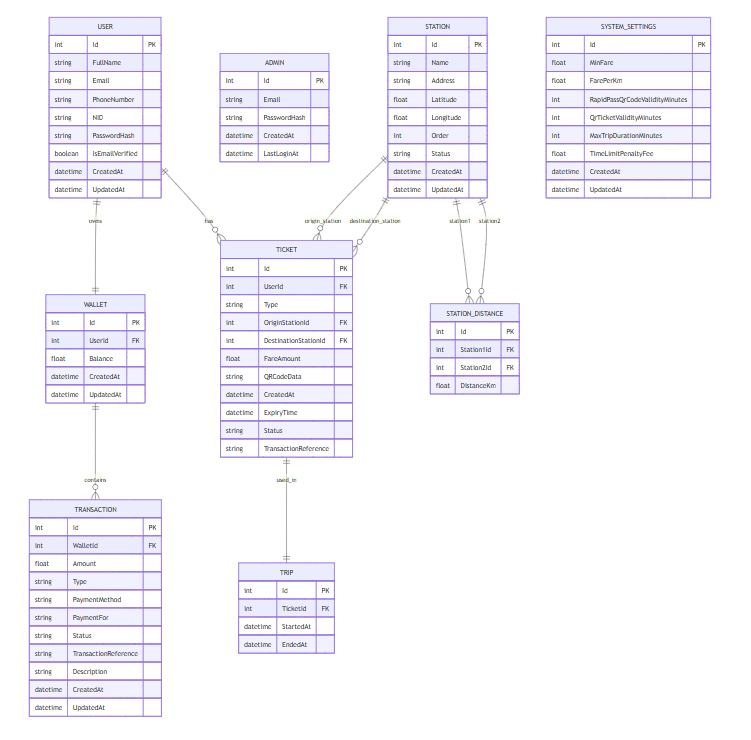 USER
int Id PK
string FullName
string Email
string PhoneNumber
string NID
string PasswordHash
boolean IsEmailVerified
datetime CreatedAt
datetime UpdatedAt
ADMIN
int Id PK
string Email
string PasswordHash
datetime CreatedAt
datetime LastLoginAt
STATION
int Id PK
string Name
string Address
float Latitude
float Longitude
int Order
string Status
datetime CreatedAt
datetime UpdatedAt
SYSTEM_SETTINGS
int Id PK
float MinFare
float FarePerKm
int RapidPassQrCodeValidityMinutes
int QrTicketValidityMinutes
int MaxTripDurationMinutes
float TimeLimitPenaltyFee
datetime CreatedAt
datetime UpdatedAt
owns
has
origin_station
destination_station
station1
station2
WALLET
int Id PK
int UserId FK
float Balance
datetime CreatedAt
datetime UpdatedAt
TICKET
int Id PK
int UserId FK
string Type
int OriginStationId FK
int DestinationStationId FK
float FareAmount
string QRCodeData
datetime CreatedAt
datetime ExpiryTime
string Status
string TransactionReference
STATION_DISTANCE
int Id PK
int Station1Id FK
int Station2Id FK
float DistanceKm
contains
used_in
TRANSACTION
int Id PK
int WalletId FK
float Amount
string Type
string PaymentMethod
string PaymentFor
string Status
string TransactionReference
string Description
datetime CreatedAt
datetime UpdatedAt
TRIP
int Id PK
int TicketId FK
datetime StartedAt
datetime EndedAt